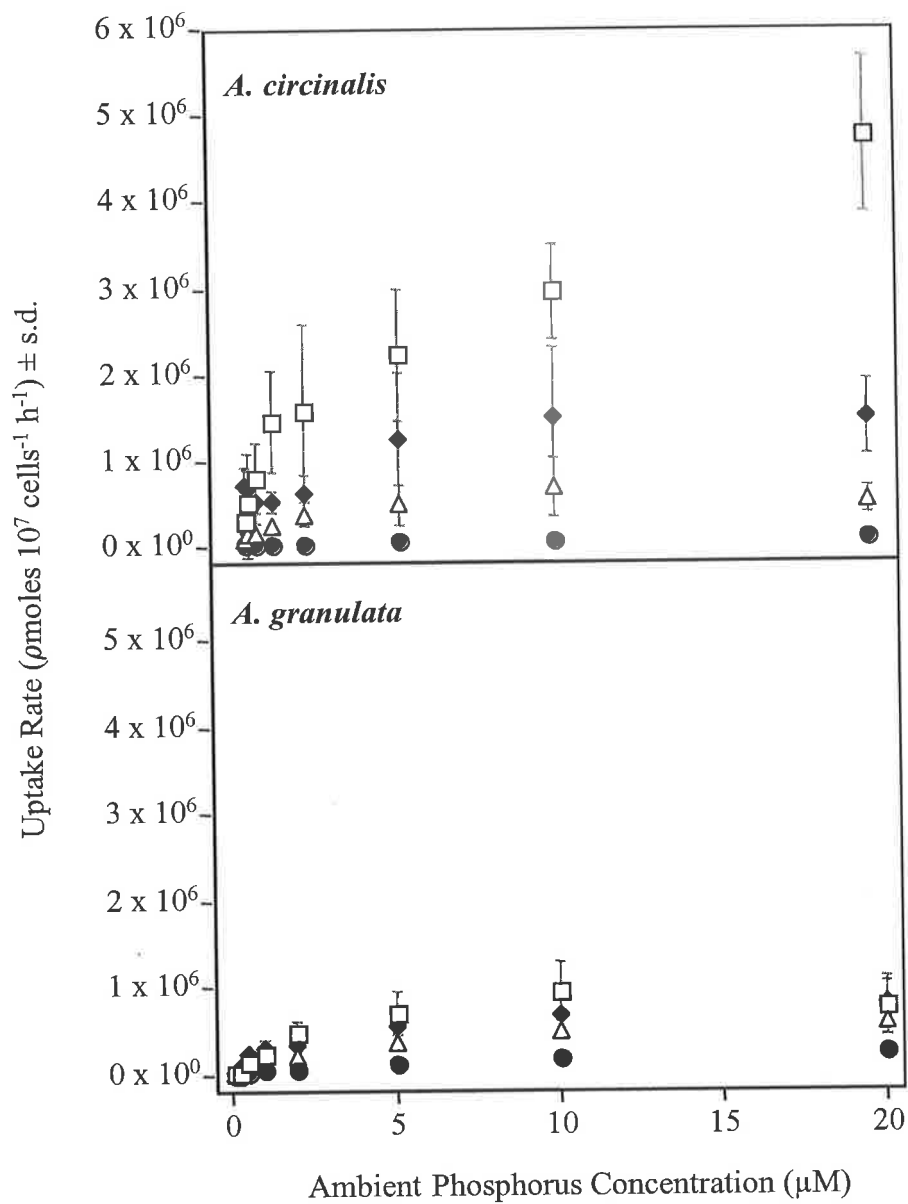 6 x 10⁶
A. circinalis
5 x 10⁶
4 x 10⁶
3 x 10⁶
2 x 10⁶
1 x 10⁶
0 x 10⁰
A. granulata
5 x 10⁶
4 x 10⁶
3 x 10⁶
2 x 10⁶
1 x 10⁶
0 x 10⁰
0 5 10 15 20
Uptake Rate (ρmoles 10⁷ cells⁻¹ h⁻¹) ± s.d.
Ambient Phosphorus Concentration (μM)